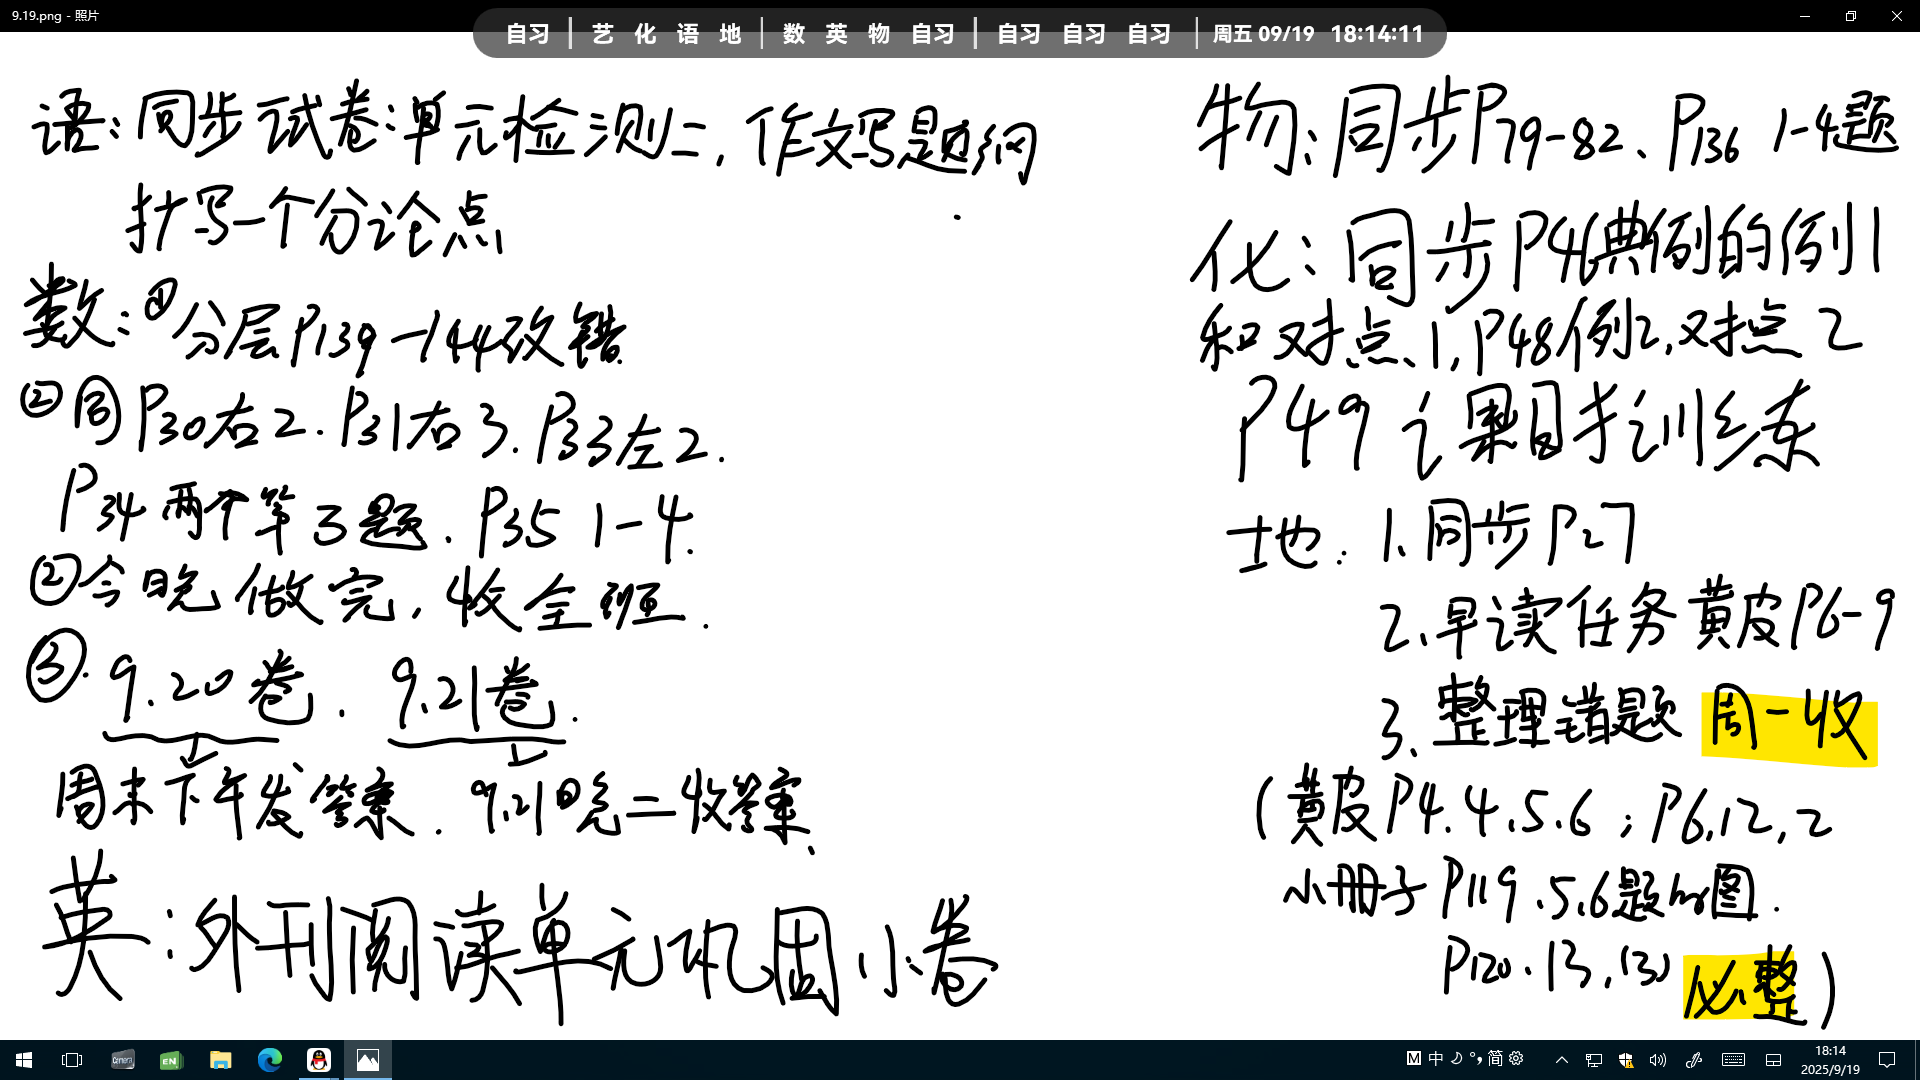 9.19.png - 照片
自习 | 艺 化 语 地 | 数 英 物 自习 | 自习 自习 自习 | 周五 09/19 18:14:11
语:同步试卷:单元检测二,作文写题纲
抄写一个分论点
数:①分层P139-144改错.
②同P30右2.P31右3.P33左2.
P34两个第3题.P35 1-4.
②今晚做完,收全班.
③.9.20卷.9.21卷.
周末下午发答案.9.21日晚二收答案.
英:外刊阅读单元巩固小卷
物:同步P79-82、P136 1-4题
化:同步P46典例的例1
和对点、1,P48例2,对点2
P49课目标训练
地:1、同步P27
2、早读任务黄皮P6-9
3、整理错题 周一收
(黄皮P4.4.5.6;P6.12,2
小册子P119.5.6题图.
P120.13,(3) 必整)
中 简
18:14
2025/9/19